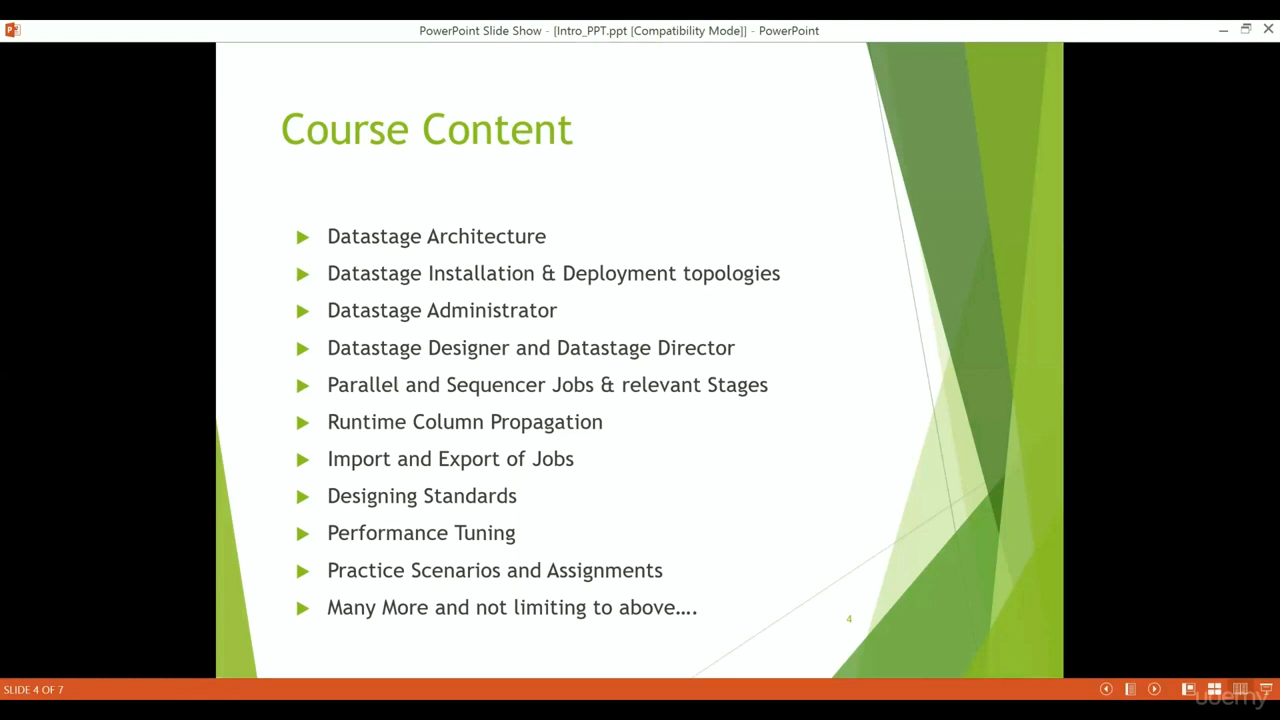 PowerPoint Slide Show - [Intro_PPT.ppt [Compatibility Mode]] - PowerPoint
Course Content
Datastage Architecture
Datastage Installation & Deployment topologies
Datastage Administrator
Datastage Designer and Datastage Director
Parallel and Sequencer Jobs & relevant Stages
Runtime Column Propagation
Import and Export of Jobs
Designing Standards
Performance Tuning
Practice Scenarios and Assignments
Many More and not limiting to above....
4
SLIDE 4 OF 7
udemy